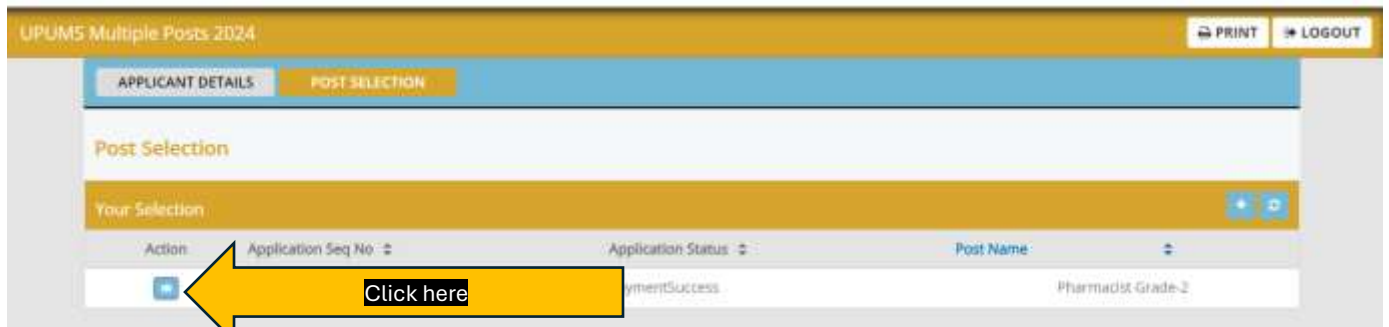 UPUMS Multiple Posts 2024 PRINT LOGOUT
APPLICANT DETAILS POST SELECTION
Post Selection
Your Selection
Action Application Seq No Application Status Post Name
Click here ymentSuccess Pharmacist Grade-2